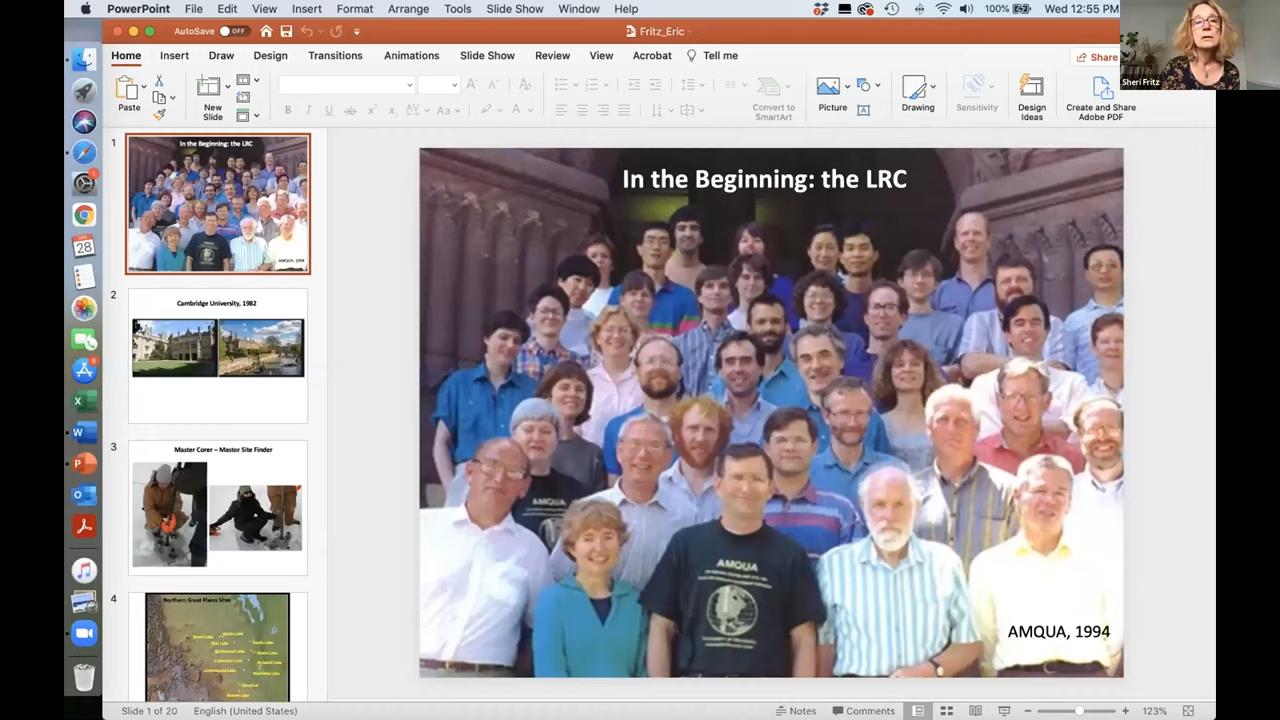 PowerPoint File Edit View Insert Format Arrange Tools Slide Show Window Help 100% Wed 12:55 PM
AutoSave OFF Fritz_Eric
Home Insert Draw Design Transitions Animations Slide Show Review View Acrobat Tell me Share
Sheri Fritz
Paste New Slide Convert to SmartArt Picture Drawing Sensitivity Design Ideas Create and Share Adobe PDF
1
In the Beginning: the LRC
AMQUA, 1994
2
Cambridge University, 1982
3
Master Corer – Master Site Finder
4
Northern Great Plains Sites
28
In the Beginning: the LRC
AMQUA
AMQUA
AMQUA, 1994
Slide 1 of 20 English (United States) Notes Comments 123%